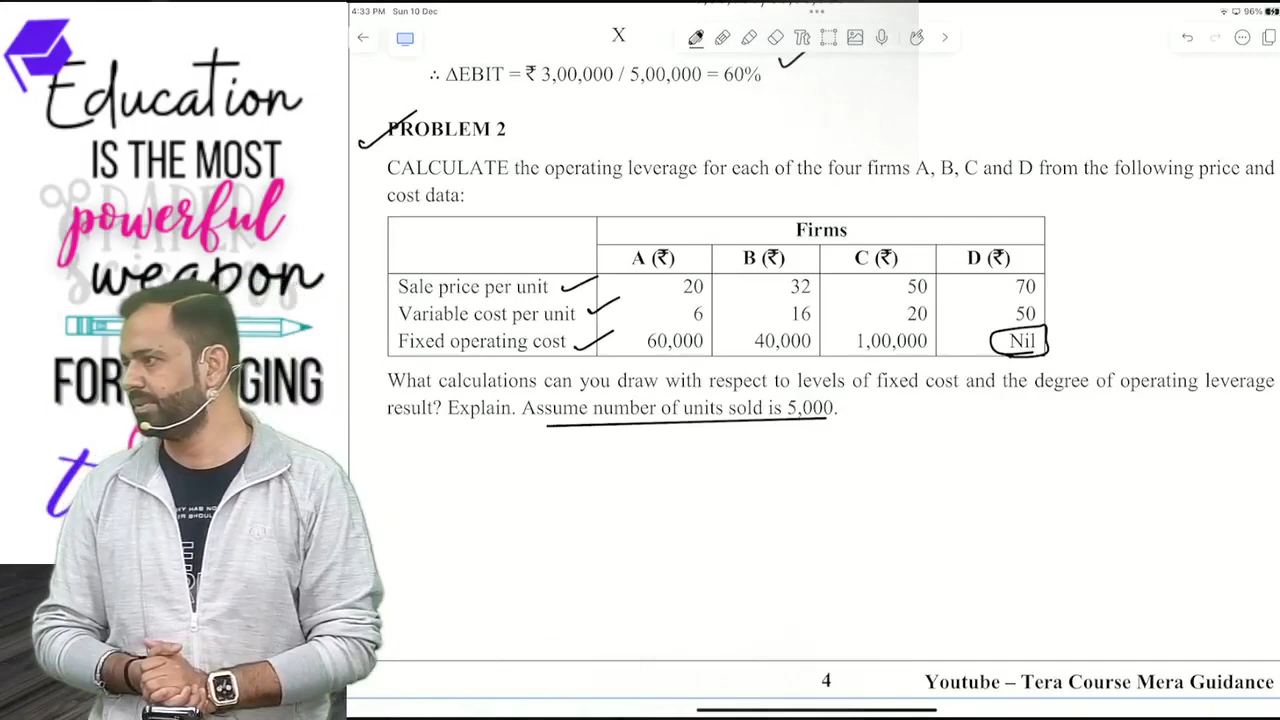 Education
IS THE MOST
powerful
weapon
FOR
GING
4:33 PM Sun 10 Dec
96%
X
Tt
∴ ΔEBIT = ₹ 3,00,000 / 5,00,000 = 60%
PROBLEM 2
CALCULATE the operating leverage for each of the four firms A, B, C and D from the following price and
cost data:
Firms
A (₹) B (₹) C (₹) D (₹)
Sale price per unit 20 32 50 70
Variable cost per unit 6 16 20 50
Fixed operating cost 60,000 40,000 1,00,000 Nil
What calculations can you draw with respect to levels of fixed cost and the degree of operating leverage
result? Explain. Assume number of units sold is 5,000.
4 Youtube – Tera Course Mera Guidance